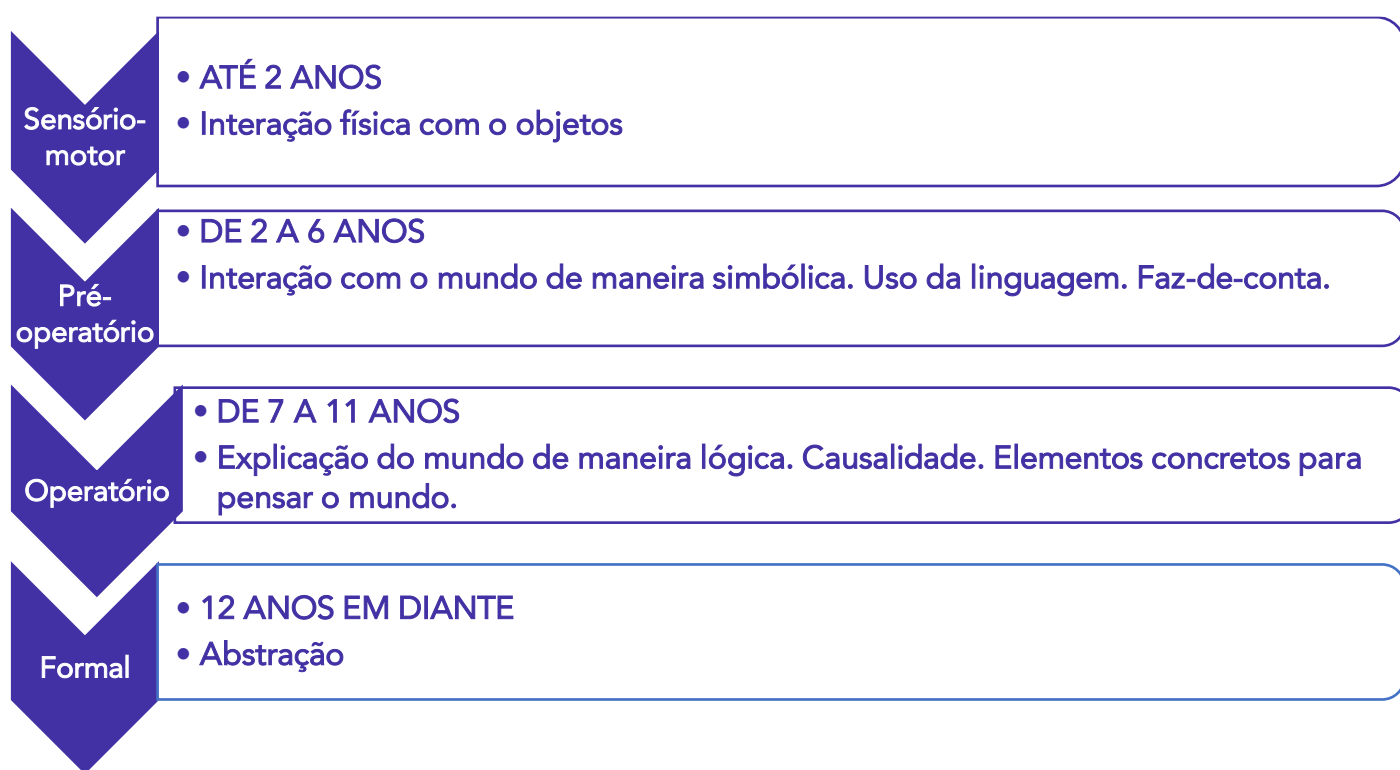 Sensório-
motor
• ATÉ 2 ANOS
• Interação física com o objetos
Pré-
operatório
• DE 2 A 6 ANOS
• Interação com o mundo de maneira simbólica. Uso da linguagem. Faz-de-conta.
Operatório
• DE 7 A 11 ANOS
• Explicação do mundo de maneira lógica. Causalidade. Elementos concretos para
pensar o mundo.
Formal
• 12 ANOS EM DIANTE
• Abstração